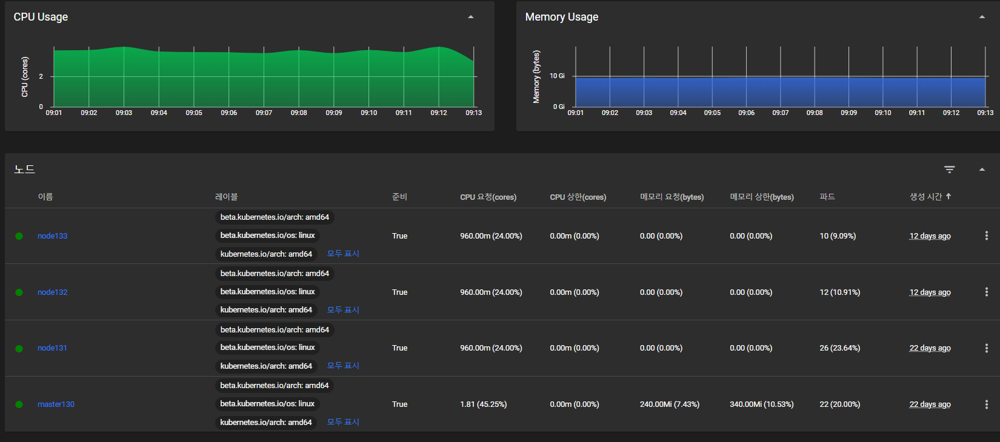 CPU Usage
CPU (cores)
2
0
09:01 09:02 09:03 09:04 09:05 09:06 09:07 09:08 09:09 09:10 09:11 09:12 09:13
Memory Usage
Memory (bytes)
10 Gi
0 Gi
09:01 09:02 09:03 09:04 09:05 09:06 09:07 09:08 09:09 09:10 09:11 09:12 09:13
노드
이름 레이블 준비 CPU 요청(cores) CPU 상한(cores) 메모리 요청(bytes) 메모리 상한(bytes) 파드 생성 시간 ↑
beta.kubernetes.io/arch: amd64
node133 beta.kubernetes.io/os: linux True 960.00m (24.00%) 0.00m (0.00%) 0.00 (0.00%) 0.00 (0.00%) 10 (9.09%) 12 days ago
kubernetes.io/arch: amd64 모두 표시
beta.kubernetes.io/arch: amd64
node132 beta.kubernetes.io/os: linux True 960.00m (24.00%) 0.00m (0.00%) 0.00 (0.00%) 0.00 (0.00%) 12 (10.91%) 12 days ago
kubernetes.io/arch: amd64 모두 표시
beta.kubernetes.io/arch: amd64
node131 beta.kubernetes.io/os: linux True 960.00m (24.00%) 0.00m (0.00%) 0.00 (0.00%) 0.00 (0.00%) 26 (23.64%) 22 days ago
kubernetes.io/arch: amd64 모두 표시
beta.kubernetes.io/arch: amd64
master130 beta.kubernetes.io/os: linux True 1.81 (45.25%) 0.00m (0.00%) 240.00Mi (7.43%) 340.00Mi (10.53%) 22 (20.00%) 22 days ago
kubernetes.io/arch: amd64 모두 표시